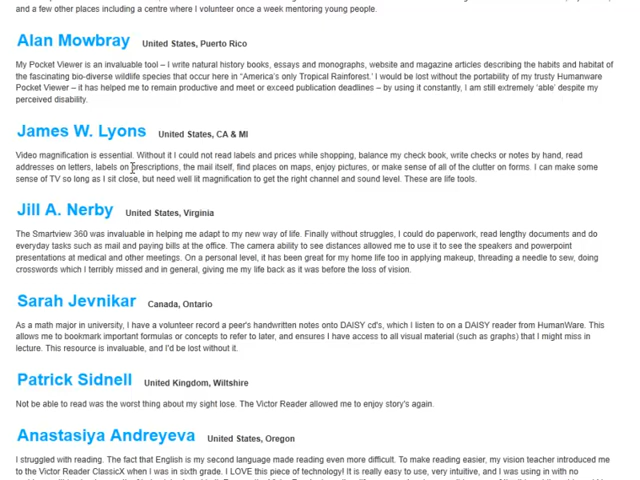 and a few other places including a centre where I volunteer once a week mentoring young people.
Alan Mowbray United States, Puerto Rico
My Pocket Viewer is an invaluable tool – I write natural history books, essays and monographs, website and magazine articles describing the habits and habitat of
the fascinating bio-diverse wildlife species that occur here in “America’s only Tropical Rainforest.’ I would be lost without the portability of my trusty Humanware
Pocket Viewer – it has helped me to remain productive and meet or exceed publication deadlines – by using it constantly, I am still extremely ‘able’ despite my
perceived disability.
James W. Lyons United States, CA & MI
Video magnification is essential. Without it I could not read labels and prices while shopping, balance my check book, write checks or notes by hand, read
addresses on letters, labels on prescriptions, the mail itself, find places on maps, enjoy pictures, or make sense of all of the clutter on forms. I can make some
sense of TV so long as I sit close, but need well lit magnification to get the right channel and sound level. These are life tools.
Jill A. Nerby United States, Virginia
The Smartview 360 was invaluable in helping me adapt to my new way of life. Finally without struggles, I could do paperwork, read lengthy documents and do
everyday tasks such as mail and paying bills at the office. The camera ability to see distances allowed me to use it to see the speakers and powerpoint
presentations at medical and other meetings. On a personal level, it has been great for my home life too in applying makeup, threading a needle to sew, doing
crosswords which I terribly missed and in general, giving me my life back as it was before the loss of vision.
Sarah Jevnikar Canada, Ontario
As a math major in university, I have a volunteer record a peer's handwritten notes onto DAISY cd's, which I listen to on a DAISY reader from HumanWare. This
allows me to bookmark important formulas or concepts to refer to later, and ensures I have access to all visual material (such as graphs) that I might miss in
lecture. This resource is invaluable, and I'd be lost without it.
Patrick Sidnell United Kingdom, Wiltshire
Not be able to read was the worst thing about my sight lose. The Victor Reader allowed me to enjoy story's again.
Anastasiya Andreyeva United States, Oregon
I struggled with reading. The fact that English is my second language made reading even more difficult. To make reading easier, my vision teacher introduced me
to the Victor Reader ClassicX when I was in sixth grade. I LOVE this piece of technology! It is really easy to use, very intuitive, and I was using in with no